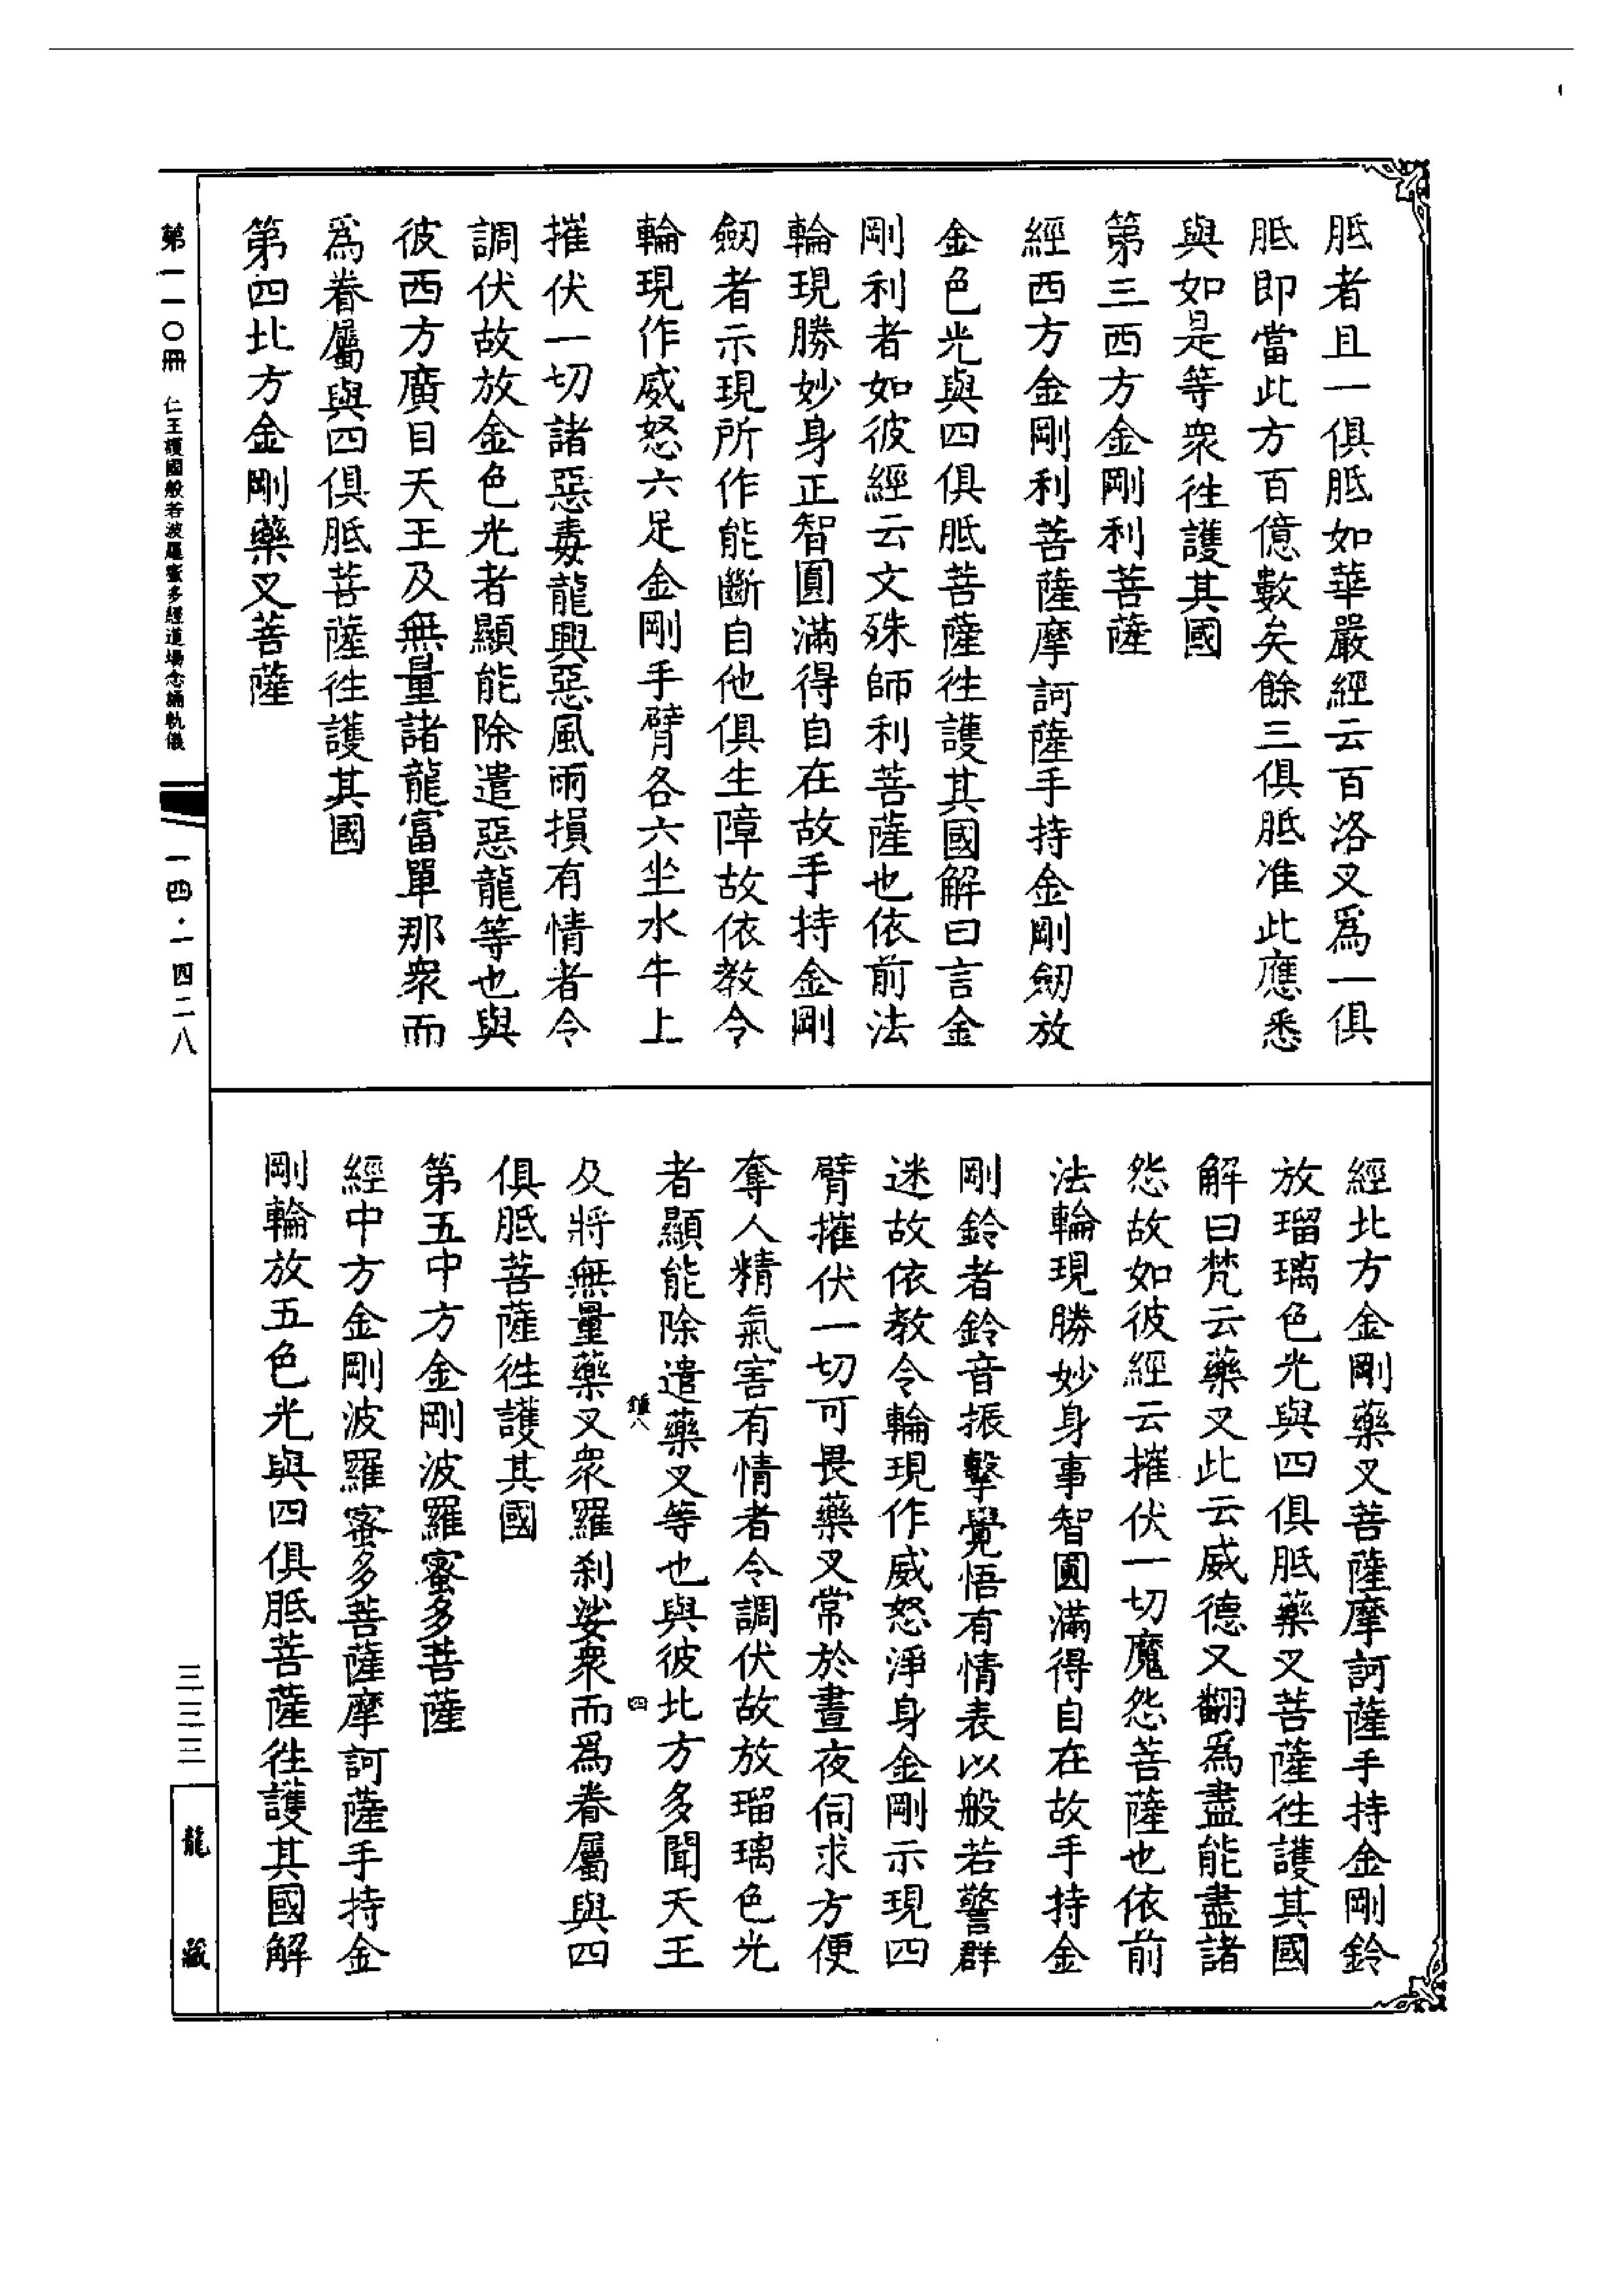 胝者且一俱胝如華嚴經云百洛叉爲一俱
胝即當此方百億數矣餘三俱胝准此應悉
與如是等衆徃護其國
第三西方金剛利菩薩
經西方金剛利菩薩摩訶薩手持金剛劒放
金色光與四俱胝菩薩徃護其國解曰言金
剛利者如彼經云文殊師利菩薩也依前法
輪現勝妙身正智圓滿得自在故手持金剛
劒者示現所作能斷自他俱生障故依教令
輪現作威怒六足金剛手臂各六坐水牛上
摧伏一切諸惡毒龍興惡風雨損有情者令
調伏故放金色光者顯能除遣惡龍等也與
彼西方廣目天王及無量諸龍富單那衆而
爲眷屬與四俱胝菩薩徃護其國
第四北方金剛藥叉菩薩
經北方金剛藥叉菩薩摩訶薩手持金剛鈴
放瑠璃色光與四俱胝藥叉菩薩徃護其國
解曰梵云藥叉此云威德又翻爲盡能盡諸
怨故如彼經云摧伏一切魔怨菩薩也依前
法輪現勝妙身事智圓滿得自在故手持金
剛鈴者鈴音振擊覺悟有情表以般若警群
迷故依教令輪現作威怒淨身金剛示現四
臂摧伏一切可畏藥叉常於晝夜伺求方便
奪人精氣害有情者令調伏故放瑠璃色光
者顯能除遣藥叉等也與彼北方多聞天王
及將無量藥叉衆羅刹娑衆而爲眷屬與四
俱胝菩薩徃護其國
第五中方金剛波羅蜜多菩薩
經中方金剛波羅蜜多菩薩摩訶薩手持金
剛輪放五色光與四俱胝菩薩徃護其國解
第一一〇冊 仁王護國般若波羅蜜多經道場念誦軌儀
一四·一四二八
三三三
龍藏